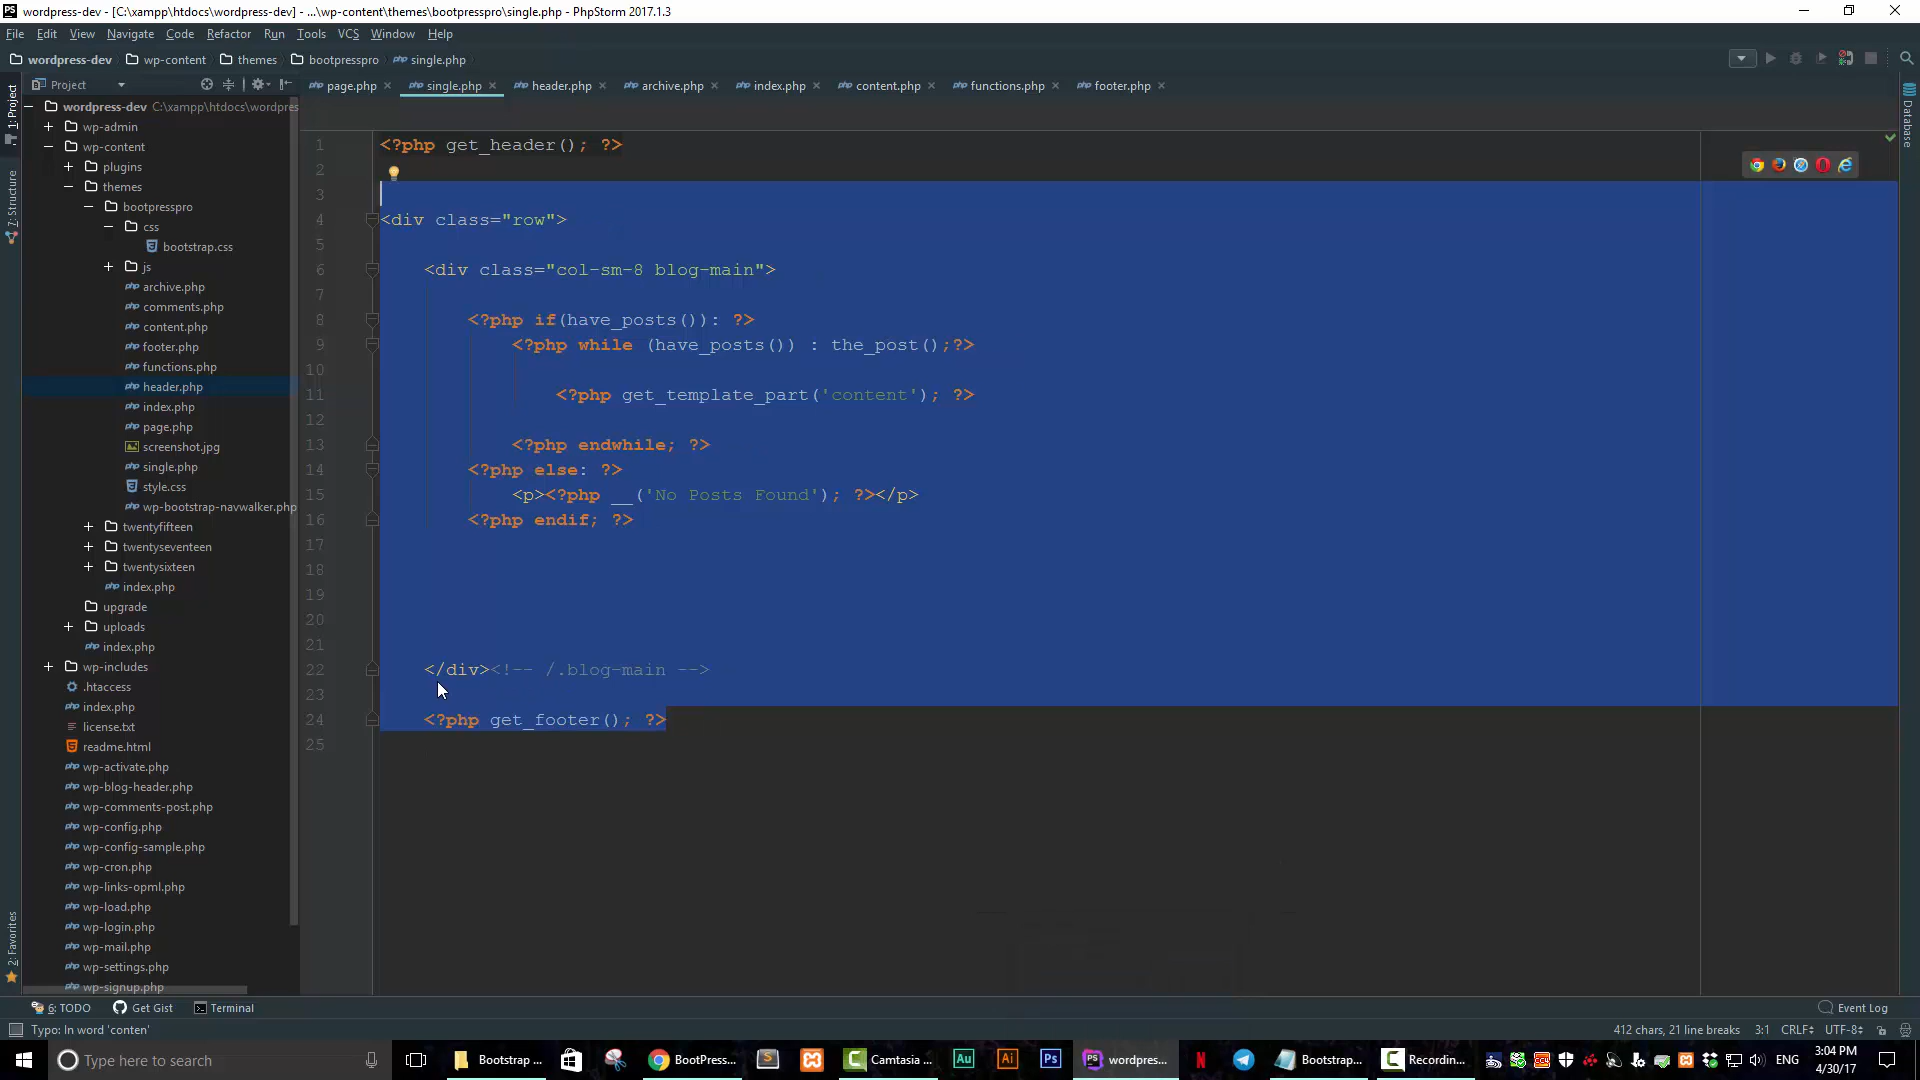 wordpress-dev - [C:\xampp\htdocs\wordpress-dev] - ...\wp-content\themes\bootpresspro\single.php - PhpStorm 2017.1.3
File Edit View Navigate Code Refactor Run Tools VCS Window Help
wordpress-dev wp-content themes bootpresspro single.php
Project
page.php single.php header.php archive.php index.php content.php functions.php footer.php
1: Project
7: Structure
2: Favorites
Database
wordpress-dev C:\xampp\htdocs\wordpres
wp-admin
wp-content
plugins
themes
bootpresspro
css
bootstrap.css
js
archive.php
comments.php
content.php
footer.php
functions.php
header.php
index.php
page.php
screenshot.jpg
single.php
style.css
wp-bootstrap-navwalker.php
twentyfifteen
twentyseventeen
twentysixteen
index.php
upgrade
uploads
index.php
wp-includes
.htaccess
index.php
license.txt
readme.html
wp-activate.php
wp-blog-header.php
wp-comments-post.php
wp-config.php
wp-config-sample.php
wp-cron.php
wp-links-opml.php
wp-load.php
wp-login.php
wp-mail.php
wp-settings.php
wp-signup.php
1 <?php get_header(); ?>
2
3
4 <div class="row">
5
6 <div class="col-sm-8 blog-main">
7
8 <?php if(have_posts()): ?>
9 <?php while (have_posts()) : the_post();?>
10
11 <?php get_template_part('content'); ?>
12
13 <?php endwhile; ?>
14 <?php else: ?>
15 <p><?php __('No Posts Found'); ?></p>
16 <?php endif; ?>
17
18
19
20
21
22 </div><!-- /.blog-main -->
23
24 <?php get_footer(); ?>
25
6: TODO Get Gist Terminal Event Log
Typo: In word 'conten' 412 chars, 21 line breaks 3:1 CRLF UTF-8
Type here to search Bootstrap ... BootPress... Camtasia ... Au Ai Ps wordpres... Bootstrap... Recordin... ENG 3:04 PM
4/30/17